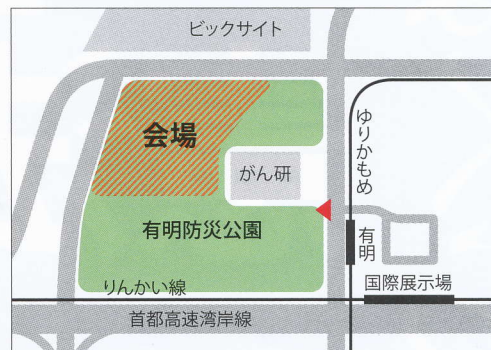 ビックサイト
会場
がん研
ゆりかもめ
有明防災公園
有明
国際展示場
りんかい線
首都高速湾岸線